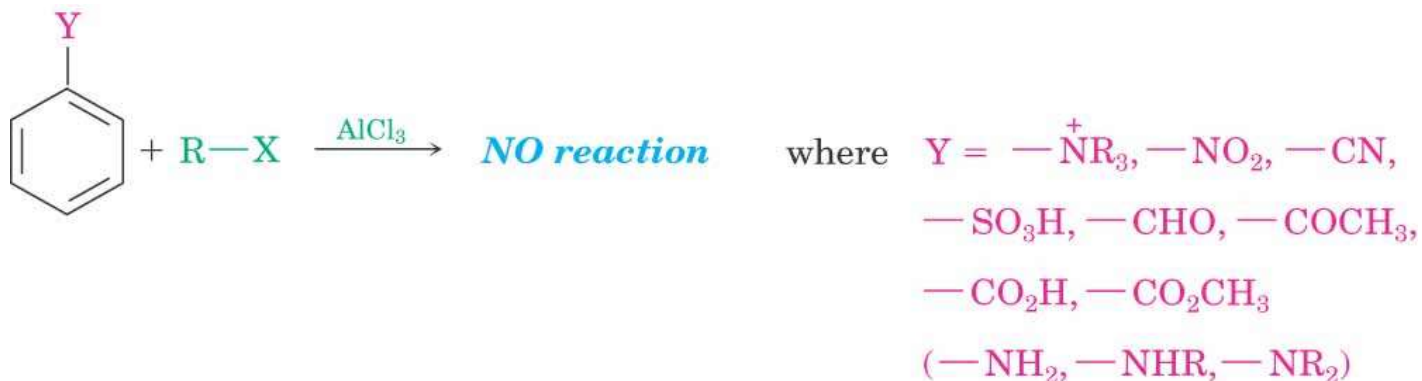 Y
+ R—X AlCl₃ NO reaction where Y = —N⁺R₃, —NO₂, —CN,
—SO₃H, —CHO, —COCH₃,
—CO₂H, —CO₂CH₃
(—NH₂, —NHR, —NR₂)